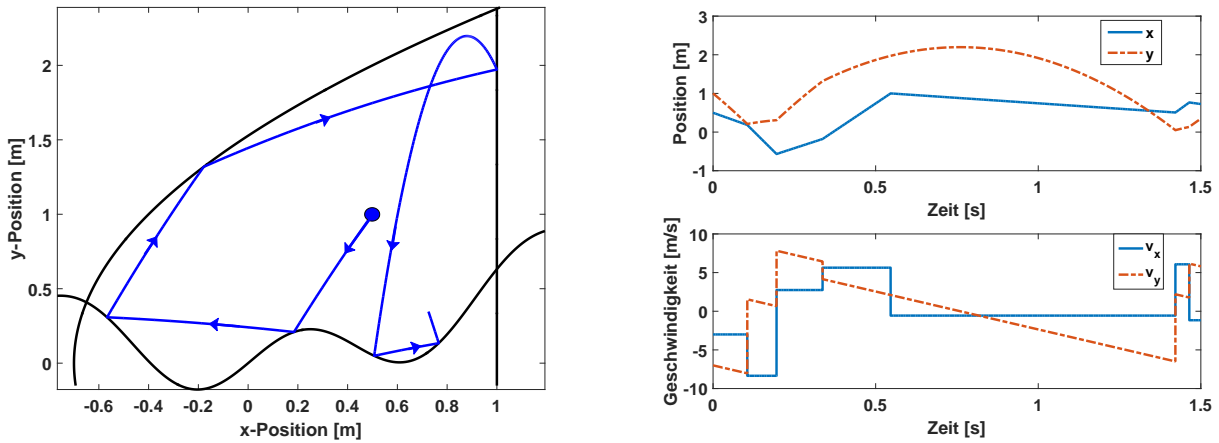 y-Position [m]
2
1.5
1
0.5
0
-0.6 -0.4 -0.2 0 0.2 0.4 0.6 0.8 1
x-Position [m]
Position [m]
3
2
1
0
-1
x
y
0 0.5 1 1.5
Zeit [s]
Geschwindigkeit [m/s]
10
5
0
-5
-10
v_x
v_y
0 0.5 1 1.5
Zeit [s]